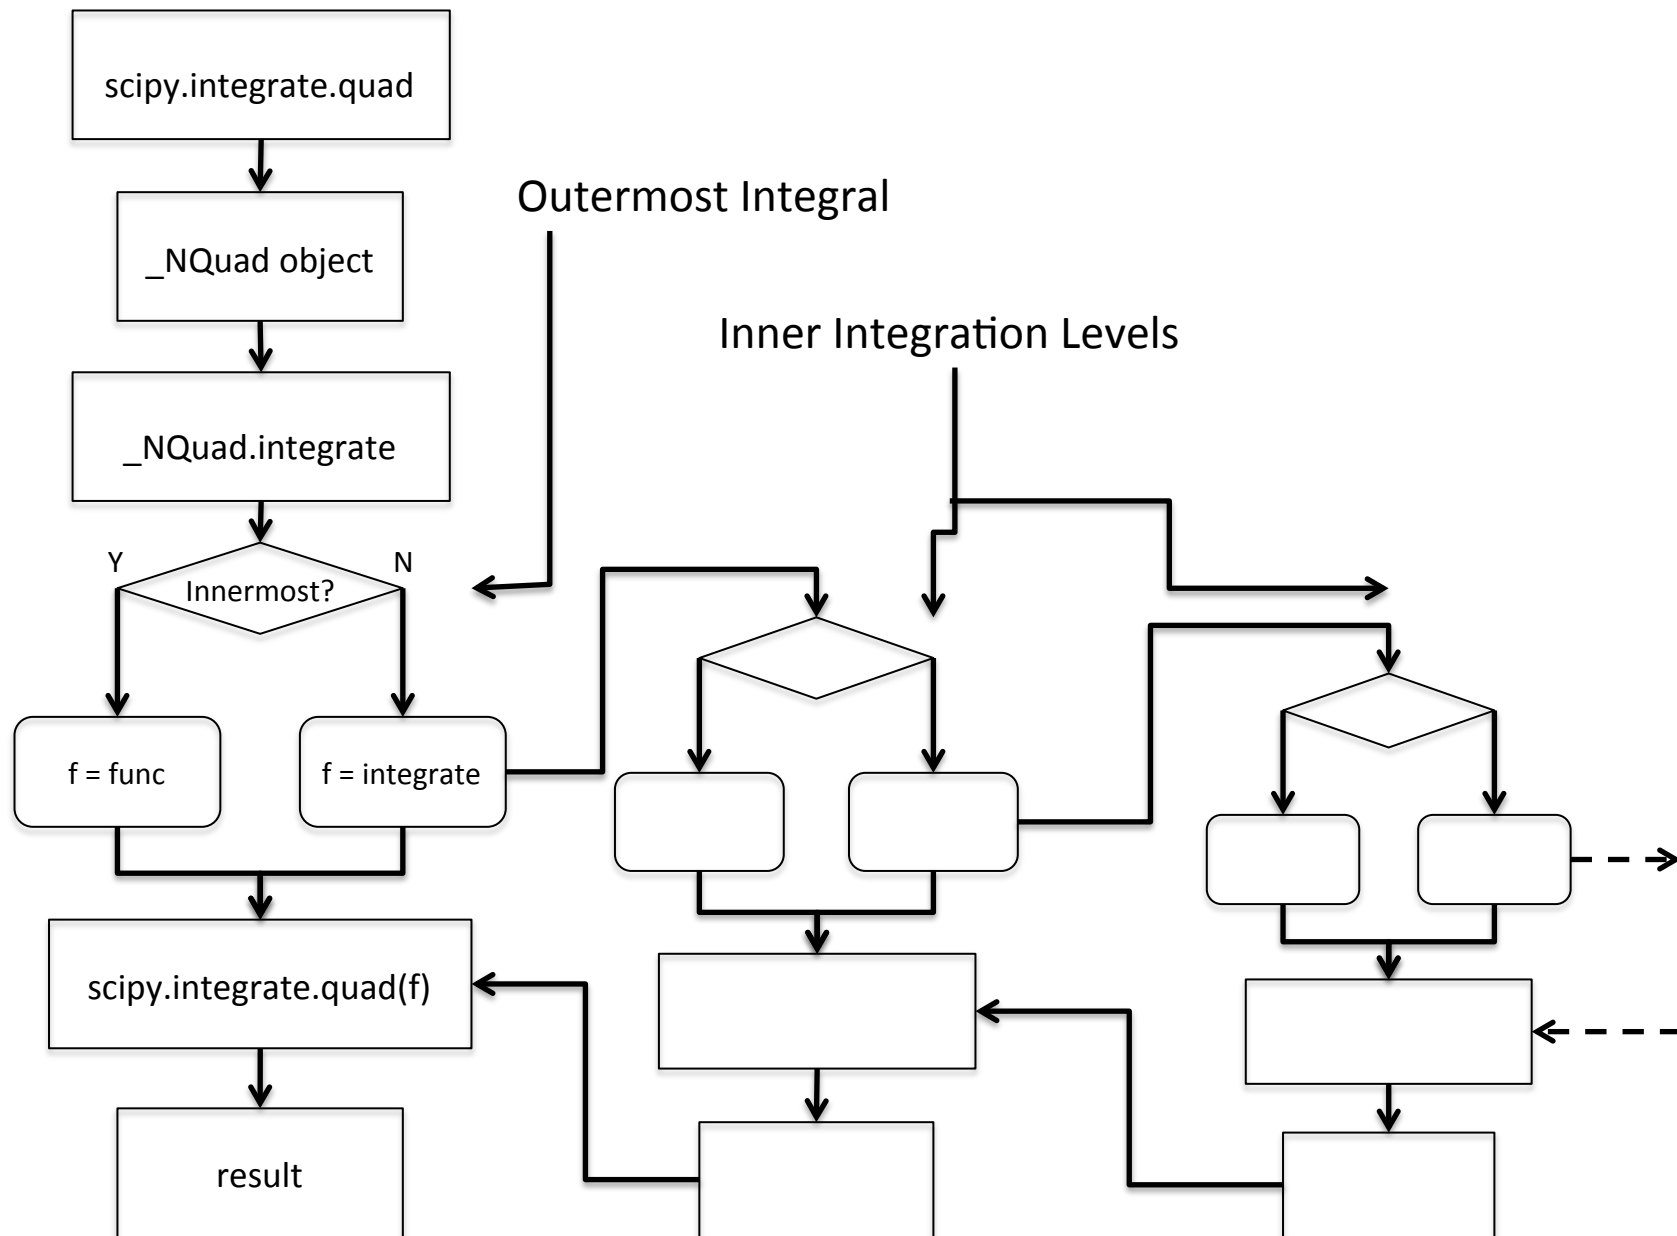 scipy.integrate.quad
_NQuad object
Outermost Integral
Inner Integration Levels
_NQuad.integrate
Y
N
Innermost?
f = func
f = integrate
scipy.integrate.quad(f)
result